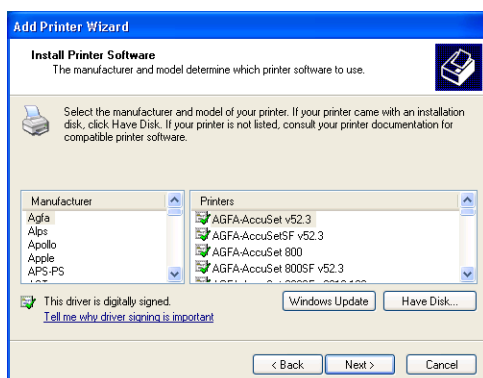 Add Printer Wizard
Install Printer Software
The manufacturer and model determine which printer software to use.
Select the manufacturer and model of your printer. If your printer came with an installation
disk, click Have Disk. If your printer is not listed, consult your printer documentation for
compatible printer software.
Manufacturer
Agfa
Alps
Apollo
Apple
APS-PS
Printers
AGFA-AccuSet v52.3
AGFA-AccuSetSF v52.3
AGFA-AccuSet 800
AGFA-AccuSet 800SF v52.3
This driver is digitally signed.
Tell me why driver signing is important
Windows Update
Have Disk...
< Back
Next >
Cancel